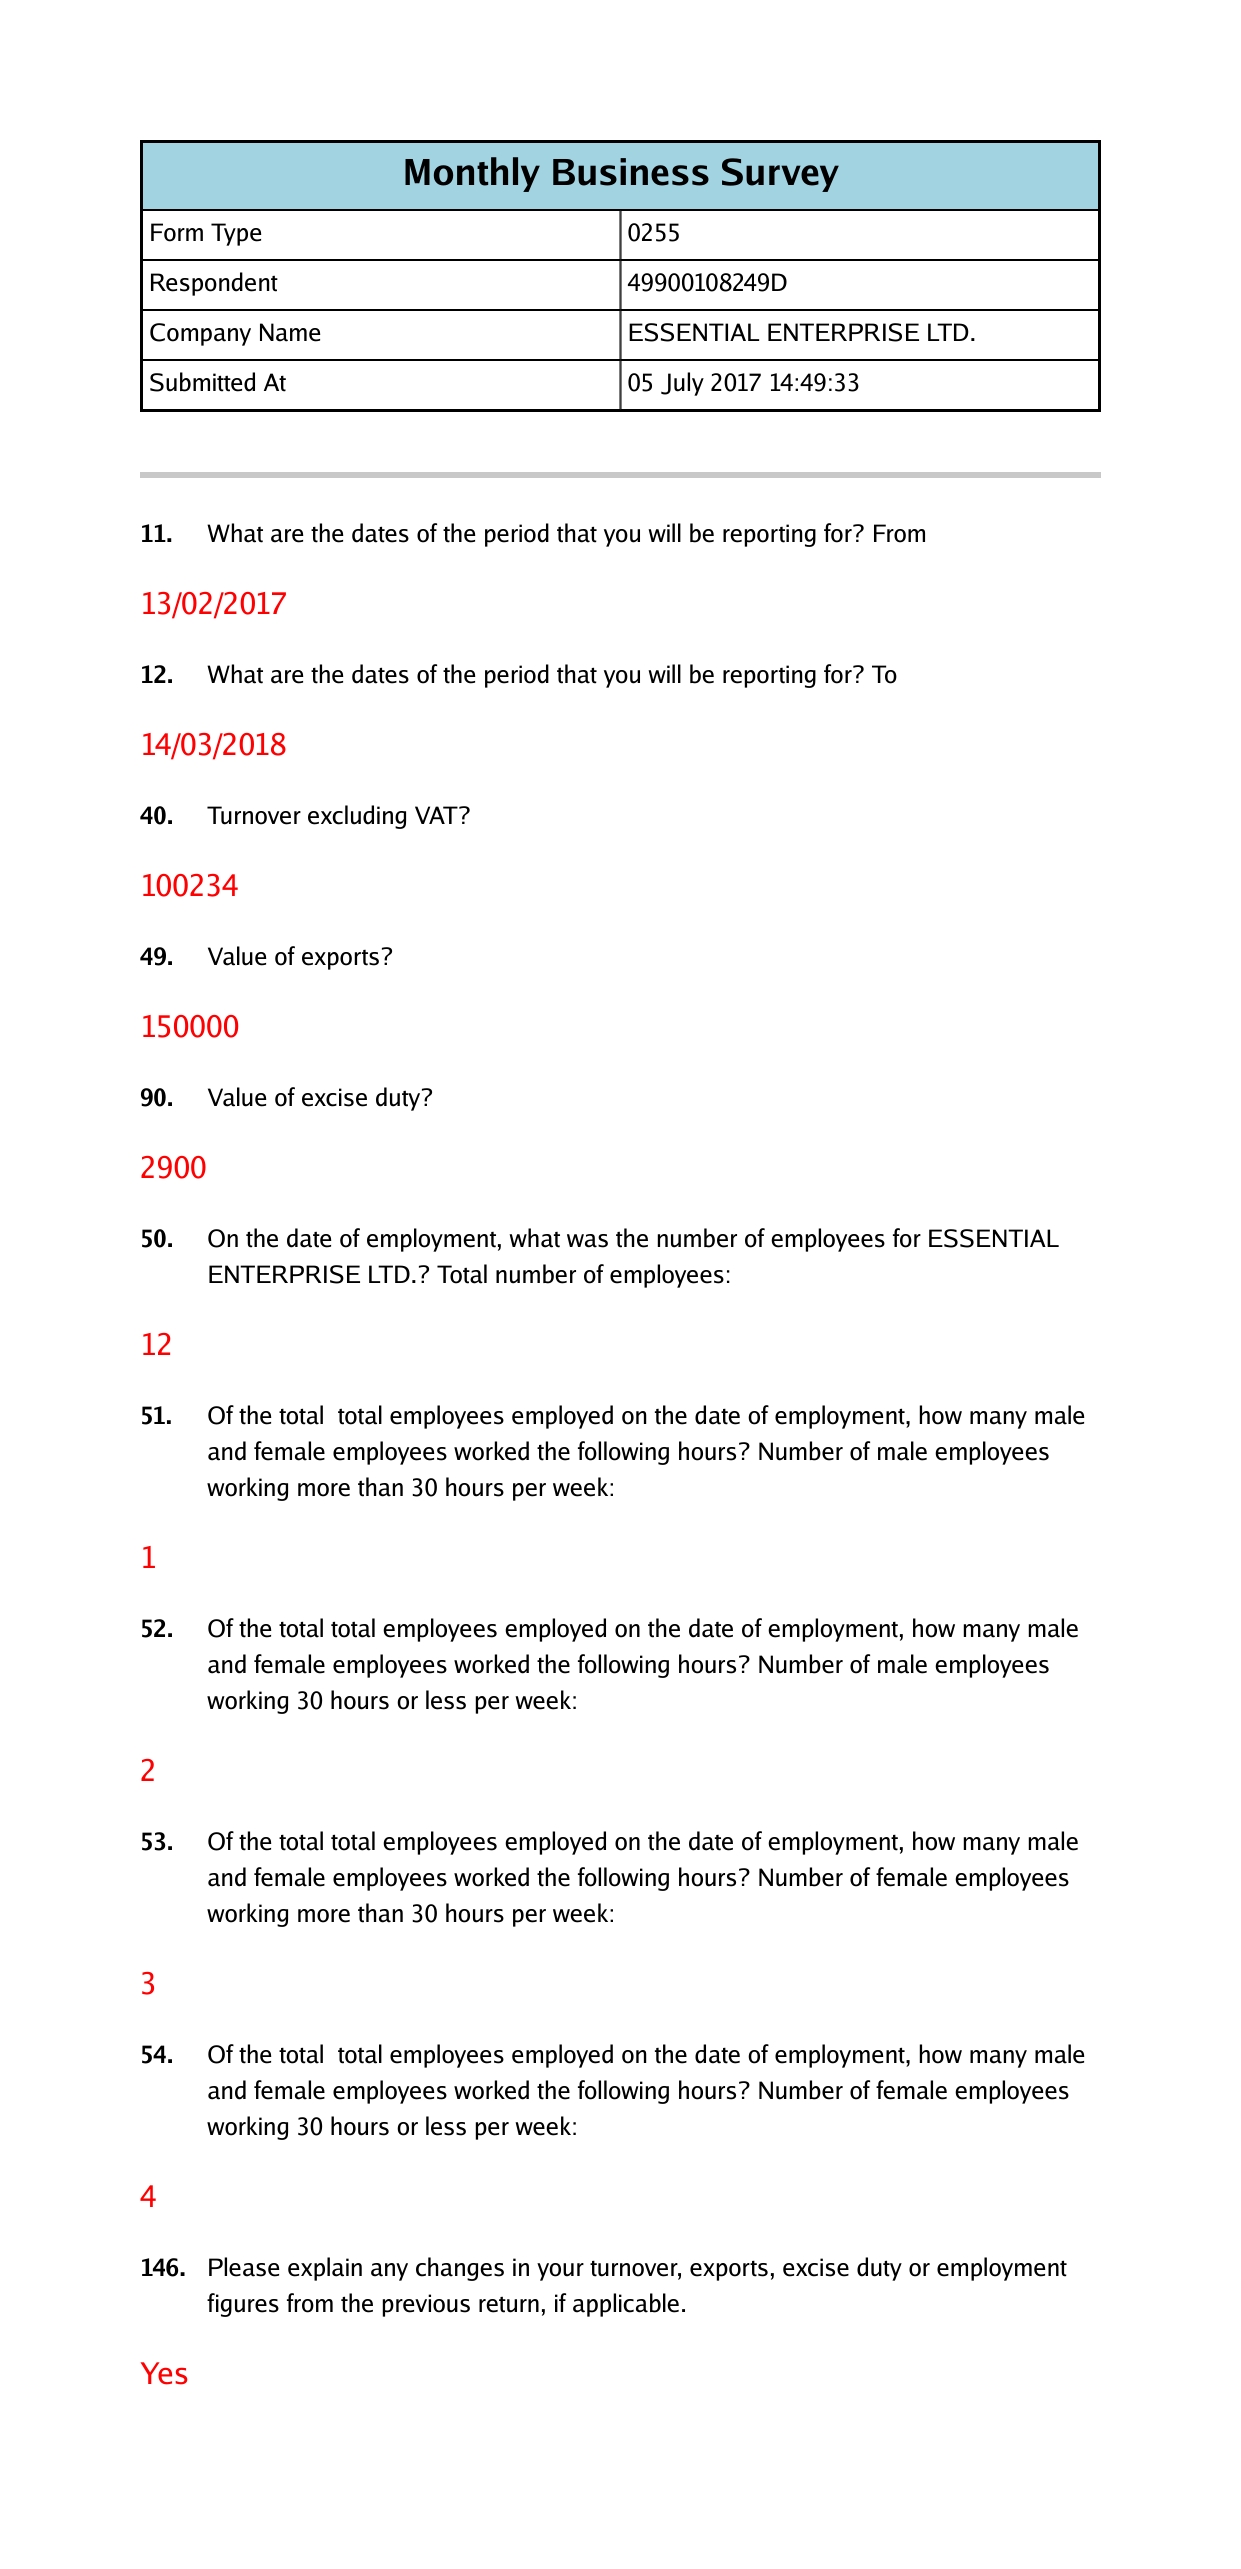 Monthly Business Survey
Form Type 0255
Respondent 49900108249D
Company Name ESSENTIAL ENTERPRISE LTD.
Submitted At 05 July 2017 14:49:33
11. What are the dates of the period that you will be reporting for? From
13/02/2017
12. What are the dates of the period that you will be reporting for? To
14/03/2018
40. Turnover excluding VAT?
100234
49. Value of exports?
150000
90. Value of excise duty?
2900
50. On the date of employment, what was the number of employees for ESSENTIAL
ENTERPRISE LTD.? Total number of employees:
12
51. Of the total  total employees employed on the date of employment, how many male
and female employees worked the following hours? Number of male employees
working more than 30 hours per week:
1
52. Of the total total employees employed on the date of employment, how many male
and female employees worked the following hours? Number of male employees
working 30 hours or less per week:
2
53. Of the total total employees employed on the date of employment, how many male
and female employees worked the following hours? Number of female employees
working more than 30 hours per week:
3
54. Of the total  total employees employed on the date of employment, how many male
and female employees worked the following hours? Number of female employees
working 30 hours or less per week:
4
146. Please explain any changes in your turnover, exports, excise duty or employment
figures from the previous return, if applicable.
Yes